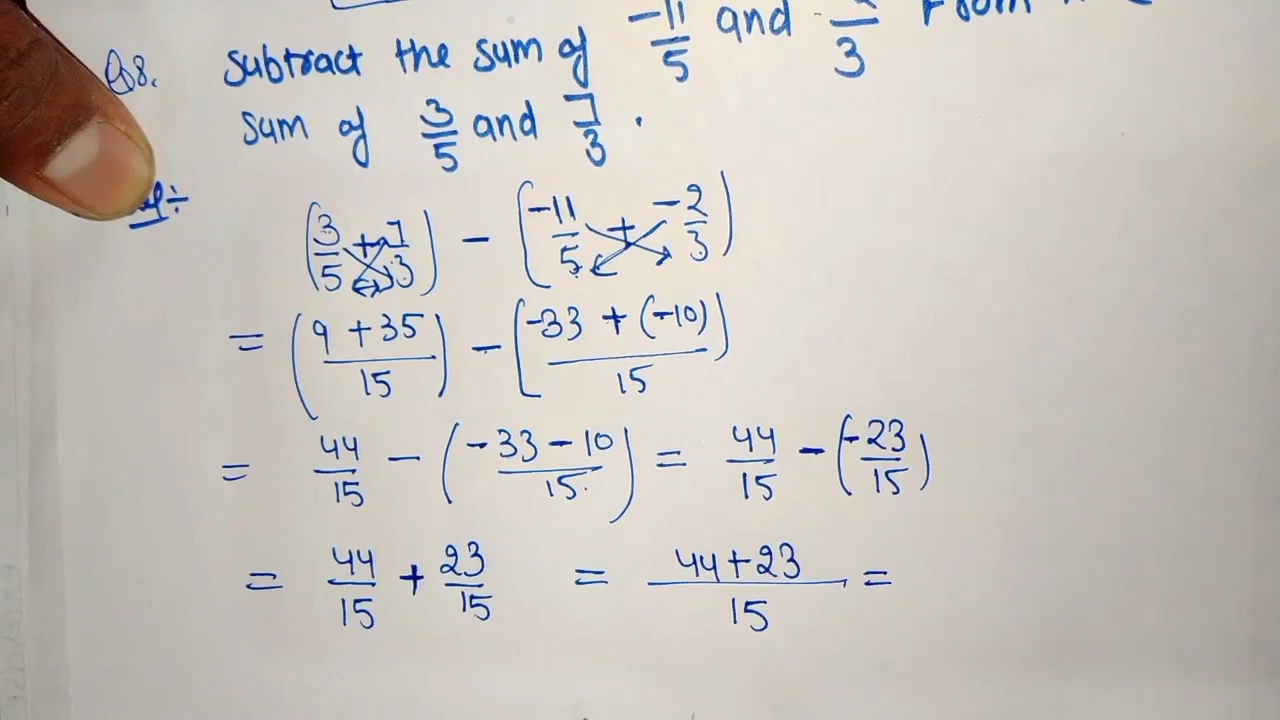 Q8. Subtract the sum of -11/5 and -2/3 From
sum of 3/5 and 7/3 .
(3/5 + 7/3) - (-11/5 + -2/3)
= (9 + 35 / 15) - (-33 + (-10) / 15)
= 44/15 - (-33 - 10 / 15) = 44/15 - (-23/15)
= 44/15 + 23/15 = 44 + 23 / 15 =